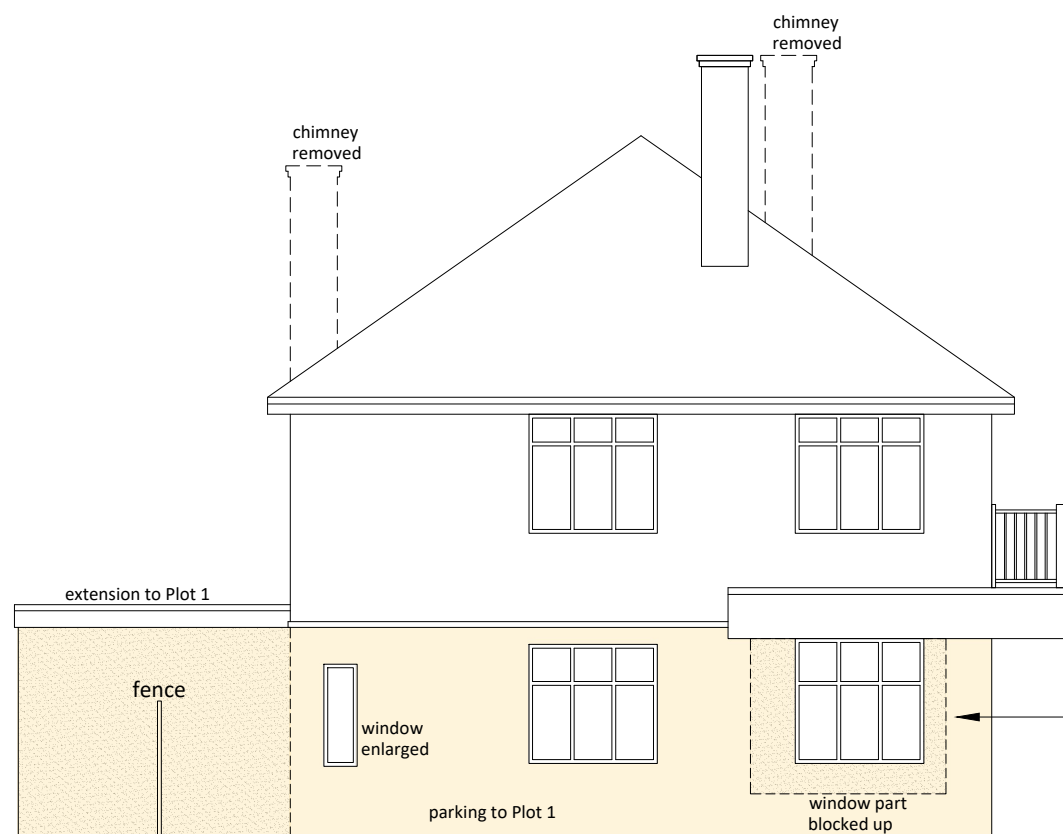 chimney
removed
chimney
removed
extension to Plot 1
fence
window
enlarged
parking to Plot 1
window part
blocked up